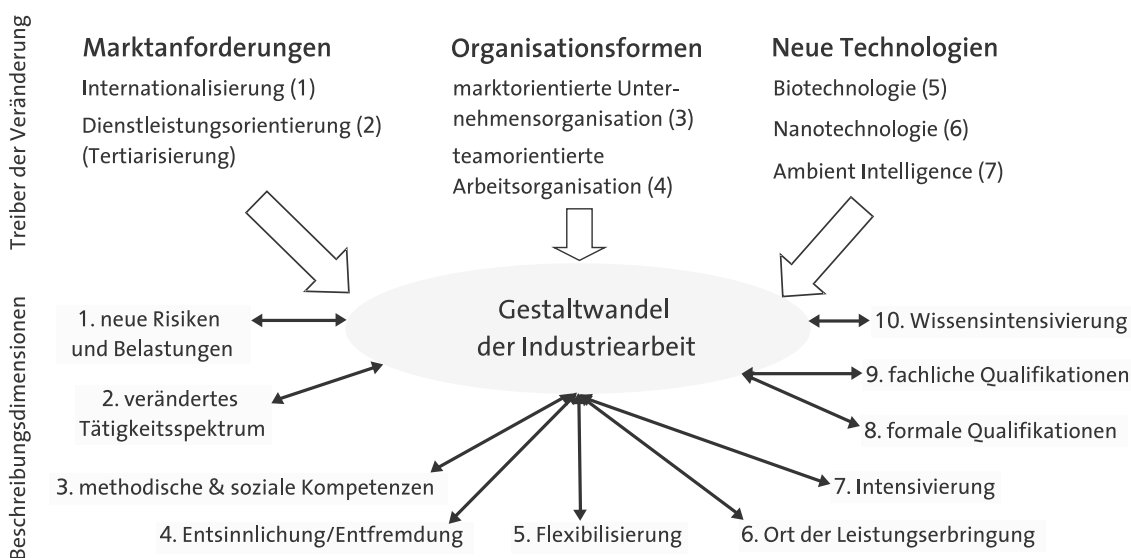 Treiber der Veränderung
Marktanforderungen
Internationalisierung (1)
Dienstleistungsorientierung (2)
(Tertiarisierung)
Organisationsformen
marktorientierte Unter-
nehmensorganisation (3)
teamorientierte
Arbeitsorganisation (4)
Neue Technologien
Biotechnologie (5)
Nanotechnologie (6)
Ambient Intelligence (7)
Beschreibungsdimensionen
Gestaltwandel
der Industriearbeit
1. neue Risiken
und Belastungen
2. verändertes
Tätigkeitsspektrum
3. methodische & soziale Kompetenzen
4. Entsinnlichung/Entfremdung
5. Flexibilisierung
6. Ort der Leistungserbringung
7. Intensivierung
8. formale Qualifikationen
9. fachliche Qualifikationen
10. Wissensintensivierung